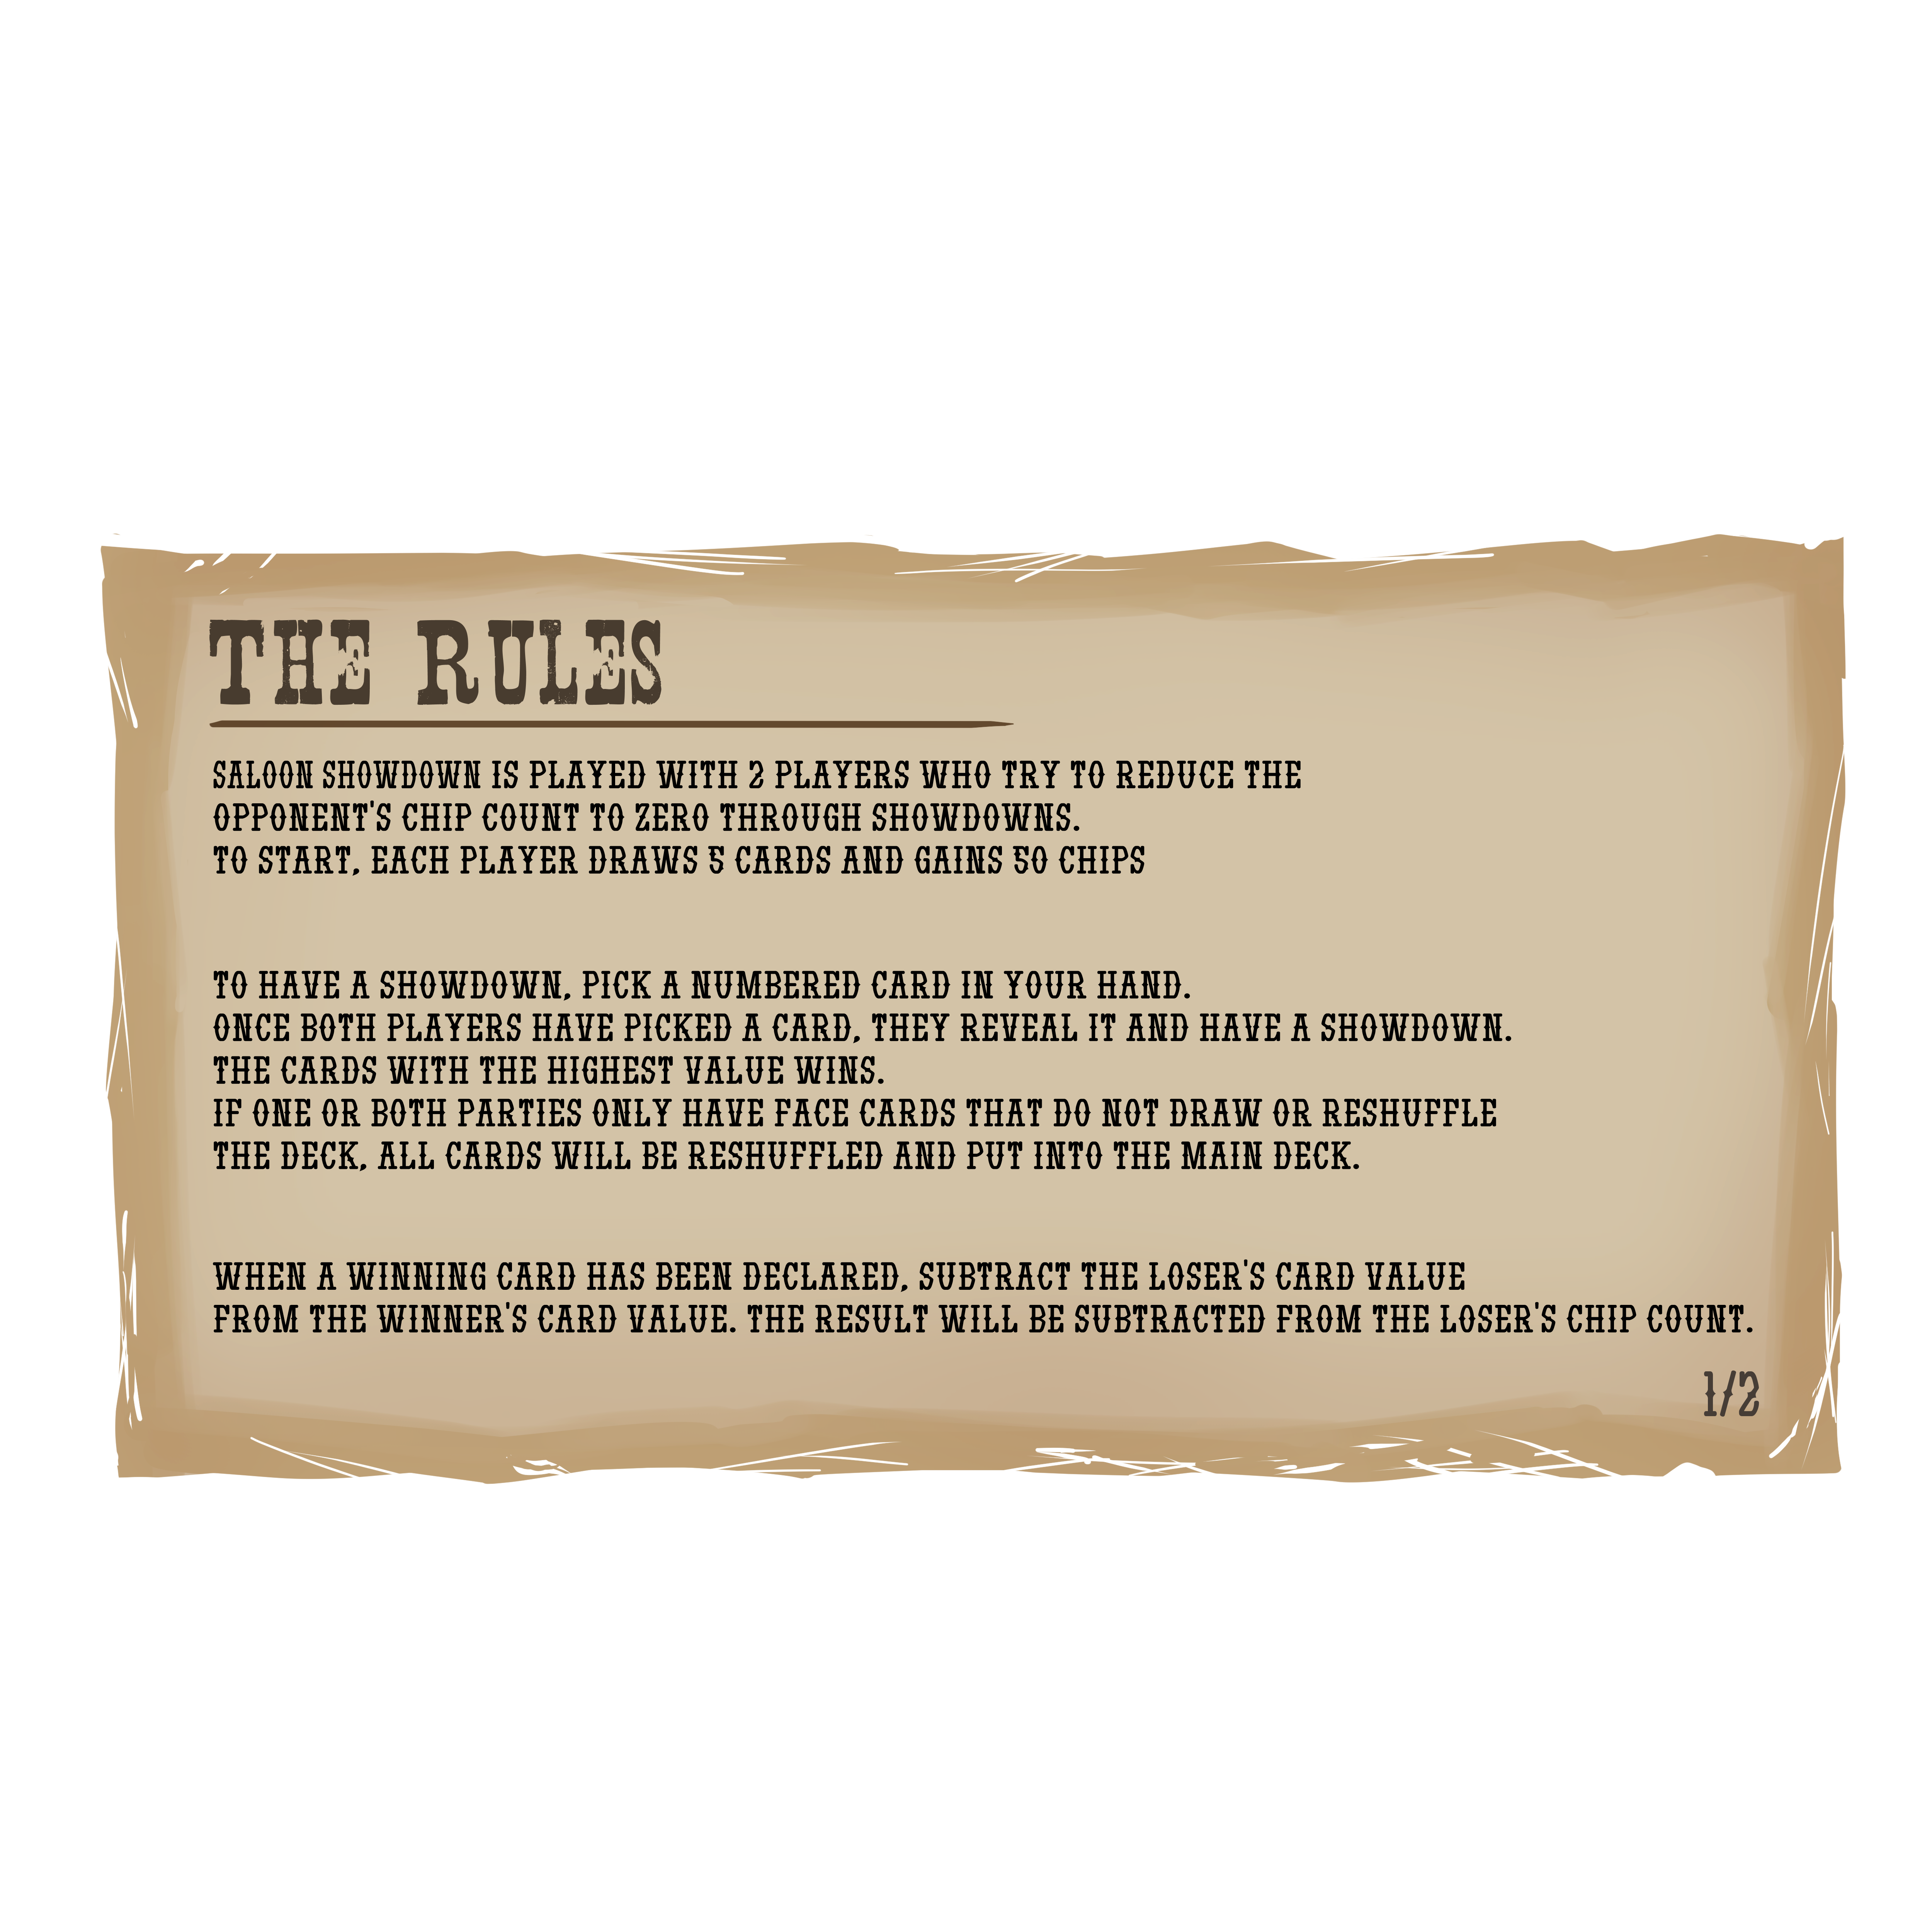 THE RULES
SALOON SHOWDOWN IS PLAYED WITH 2 PLAYERS WHO TRY TO REDUCE THE
OPPONENT'S CHIP COUNT TO ZERO THROUGH SHOWDOWNS.
TO START, EACH PLAYER DRAWS 5 CARDS AND GAINS 50 CHIPS
TO HAVE A SHOWDOWN, PICK A NUMBERED CARD IN YOUR HAND.
ONCE BOTH PLAYERS HAVE PICKED A CARD, THEY REVEAL IT AND HAVE A SHOWDOWN.
THE CARDS WITH THE HIGHEST VALUE WINS.
IF ONE OR BOTH PARTIES ONLY HAVE FACE CARDS THAT DO NOT DRAW OR RESHUFFLE
THE DECK, ALL CARDS WILL BE RESHUFFLED AND PUT INTO THE MAIN DECK.
WHEN A WINNING CARD HAS BEEN DECLARED, SUBTRACT THE LOSER'S CARD VALUE
FROM THE WINNER'S CARD VALUE. THE RESULT WILL BE SUBTRACTED FROM THE LOSER'S CHIP COUNT.
1/2